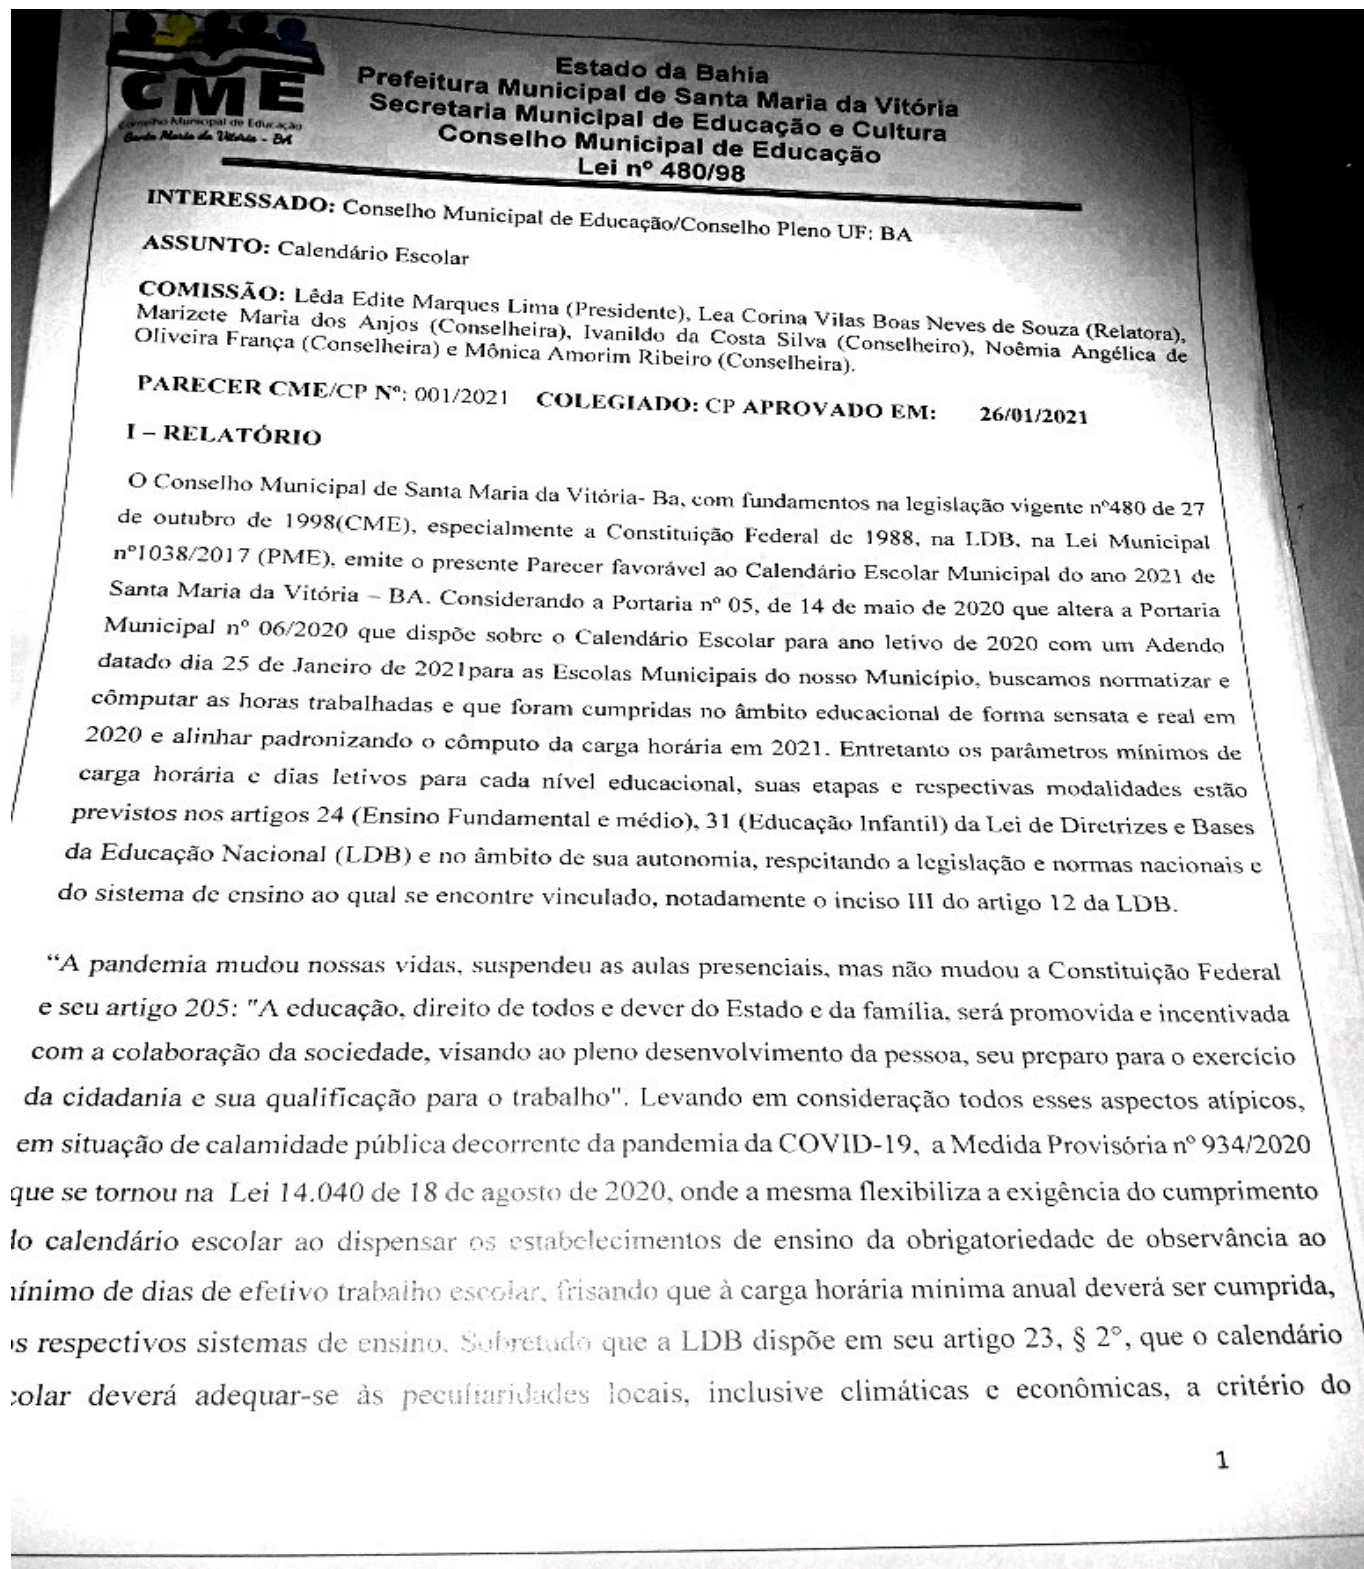 CME
Conselho Municipal de Educação
Santa Maria da Vitória - BA
Estado da Bahia
Prefeitura Municipal de Santa Maria da Vitória
Secretaria Municipal de Educação e Cultura
Conselho Municipal de Educação
Lei nº 480/98
INTERESSADO: Conselho Municipal de Educação/Conselho Pleno UF: BA
ASSUNTO: Calendário Escolar
COMISSÃO: Lêda Edite Marques Lima (Presidente), Lea Corina Vilas Boas Neves de Souza (Relatora),
Marizete Maria dos Anjos (Conselheira), Ivanildo da Costa Silva (Conselheiro), Noêmia Angélica de
Oliveira França (Conselheira) e Mônica Amorim Ribeiro (Conselheira).
PARECER CME/CP Nº: 001/2021 COLEGIADO: CP APROVADO EM: 26/01/2021
I – RELATÓRIO
O Conselho Municipal de Santa Maria da Vitória- Ba, com fundamentos na legislação vigente nº480 de 27
de outubro de 1998(CME), especialmente a Constituição Federal de 1988, na LDB, na Lei Municipal
nº1038/2017 (PME), emite o presente Parecer favorável ao Calendário Escolar Municipal do ano 2021 de
Santa Maria da Vitória – BA. Considerando a Portaria nº 05, de 14 de maio de 2020 que altera a Portaria
Municipal nº 06/2020 que dispõe sobre o Calendário Escolar para ano letivo de 2020 com um Adendo
datado dia 25 de Janeiro de 2021para as Escolas Municipais do nosso Município, buscamos normatizar e
cômputar as horas trabalhadas e que foram cumpridas no âmbito educacional de forma sensata e real em
2020 e alinhar padronizando o cômputo da carga horária em 2021. Entretanto os parâmetros mínimos de
carga horária e dias letivos para cada nível educacional, suas etapas e respectivas modalidades estão
previstos nos artigos 24 (Ensino Fundamental e médio), 31 (Educação Infantil) da Lei de Diretrizes e Bases
da Educação Nacional (LDB) e no âmbito de sua autonomia, respeitando a legislação e normas nacionais e
do sistema de ensino ao qual se encontre vinculado, notadamente o inciso III do artigo 12 da LDB.
“A pandemia mudou nossas vidas, suspendeu as aulas presenciais, mas não mudou a Constituição Federal
e seu artigo 205: "A educação, direito de todos e dever do Estado e da família, será promovida e incentivada
com a colaboração da sociedade, visando ao pleno desenvolvimento da pessoa, seu preparo para o exercício
da cidadania e sua qualificação para o trabalho". Levando em consideração todos esses aspectos atípicos,
em situação de calamidade pública decorrente da pandemia da COVID-19, a Medida Provisória nº 934/2020
que se tornou na Lei 14.040 de 18 de agosto de 2020, onde a mesma flexibiliza a exigência do cumprimento
lo calendário escolar ao dispensar os estabelecimentos de ensino da obrigatoriedade de observância ao
ínimo de dias de efetivo trabalho escolar, frisando que à carga horária mínima anual deverá ser cumprida,
s respectivos sistemas de ensino. Sobretudo que a LDB dispõe em seu artigo 23, § 2°, que o calendário
colar deverá adequar-se às peculiaridades locais, inclusive climáticas e econômicas, a critério do
1